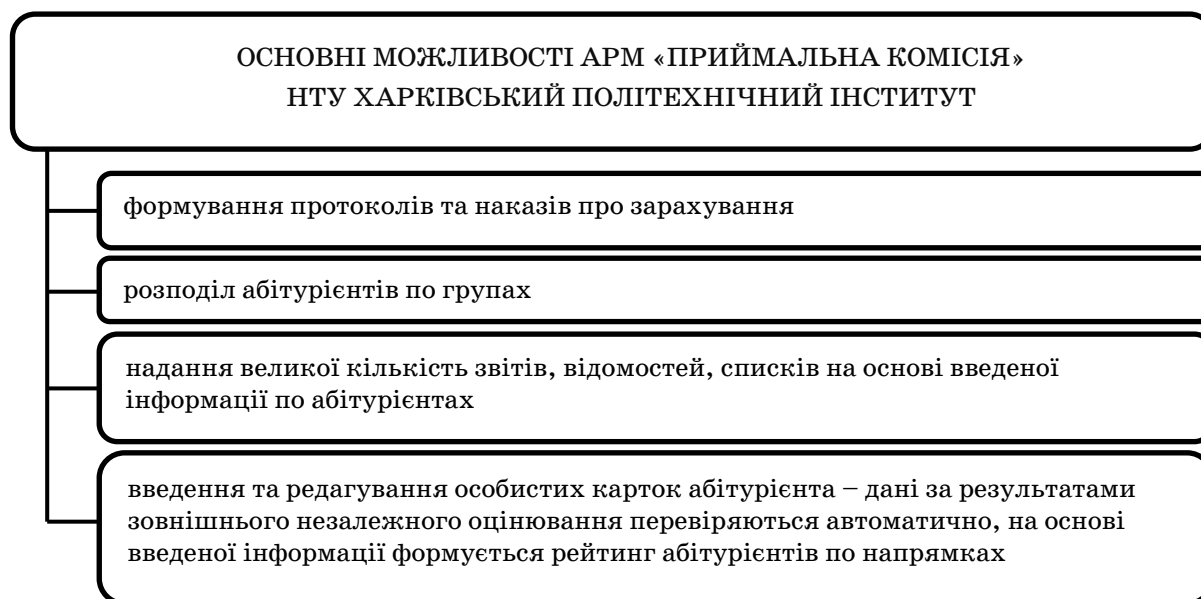 ОСНОВНІ МОЖЛИВОСТІ АРМ «ПРИЙМАЛЬНА КОМІСІЯ»
НТУ ХАРКІВСЬКИЙ ПОЛІТЕХНІЧНИЙ ІНСТИТУТ
формування протоколів та наказів про зарахування
розподіл абітурієнтів по групах
надання великої кількість звітів, відомостей, списків на основі введеної
інформації по абітурієнтах
введення та редагування особистих карток абітурієнта – дані за результатами
зовнішнього незалежного оцінювання перевіряються автоматично, на основі
введеної інформації формується рейтинг абітурієнтів по напрямках